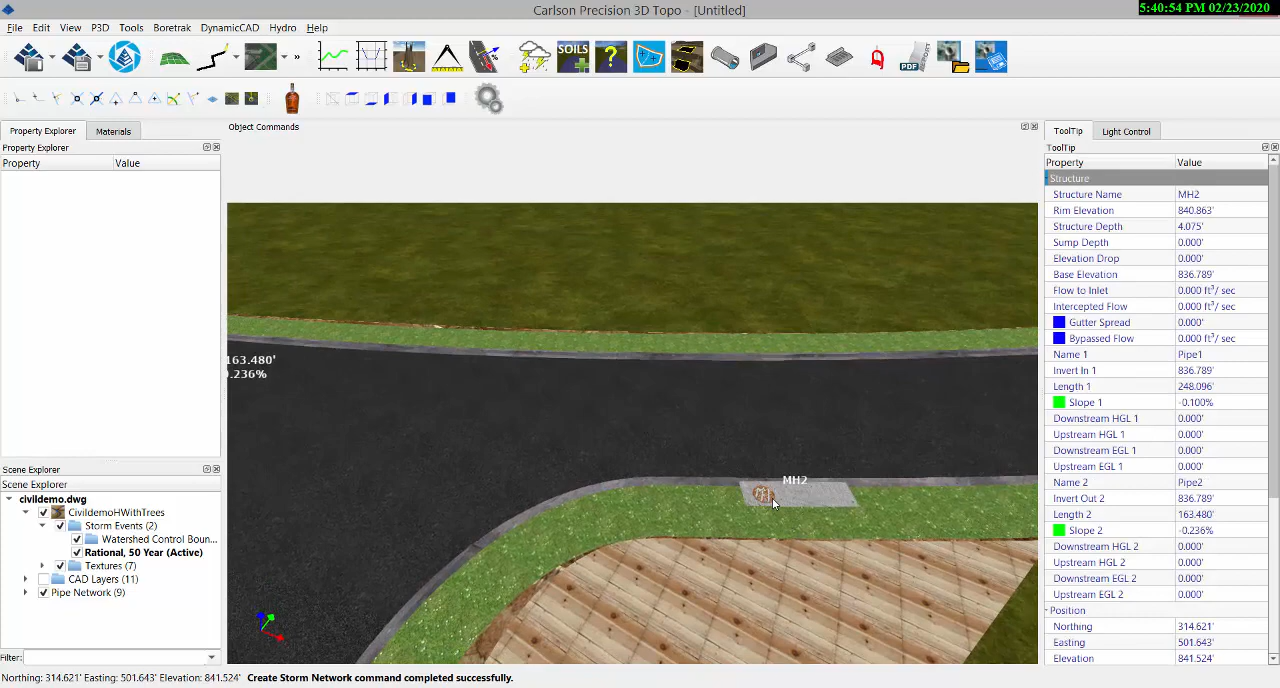 Carlson Precision 3D Topo - [Untitled]
5:40:54 PM 02/23/2020
File Edit View P3D Tools Boretrak DynamicCAD Hydro Help
SOILS
?
PDF
Property Explorer Materials
Property Explorer
Property Value
Object Commands
163.480'
0.236%
MH2
ToolTip Light Control
ToolTip
Property Value
Structure
Structure Name MH2
Rim Elevation 840.863'
Structure Depth 4.075'
Sump Depth 0.000'
Elevation Drop 0.000'
Base Elevation 836.789'
Flow to Inlet 0.000 ft³/ sec
Intercepted Flow 0.000 ft³/ sec
Gutter Spread 0.000'
Bypassed Flow 0.000 ft³/ sec
Name 1 Pipe1
Invert In 1 836.789'
Length 1 248.096'
Slope 1 -0.100%
Downstream HGL 1 0.000'
Upstream HGL 1 0.000'
Downstream EGL 1 0.000'
Upstream EGL 1 0.000'
Name 2 Pipe2
Invert Out 2 836.789'
Length 2 163.480'
Slope 2 -0.236%
Downstream HGL 2 0.000'
Upstream HGL 2 0.000'
Downstream EGL 2 0.000'
Upstream EGL 2 0.000'
Position
Northing 314.621'
Easting 501.643'
Elevation 841.524'
Scene Explorer
Scene Explorer
civildemo.dwg
CivildemoHWithTrees
Storm Events (2)
Watershed Control Boun...
Rational, 50 Year (Active)
Textures (7)
CAD Layers (11)
Pipe Network (9)
Filter:
Northing: 314.621' Easting: 501.643' Elevation: 841.524' Create Storm Network command completed successfully.